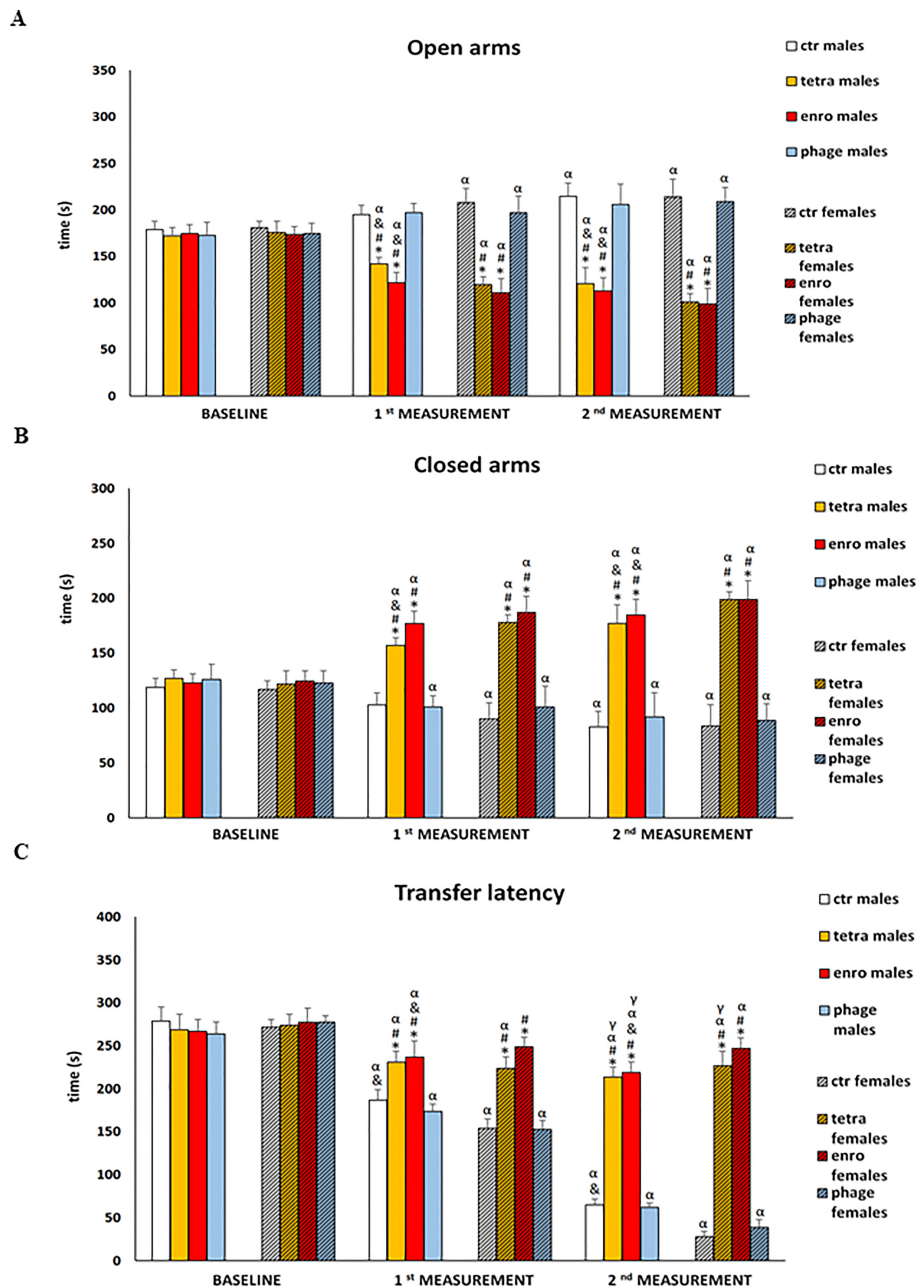 A
Open arms
350
300
250
200
150
100
50
0
time (s)
α
&
#
*
α
&
#
*
α
α
#
*
α
#
*
α
α
α
&
#
*
α
&
#
*
α
α
#
*
α
#
*
α
BASELINE
1 st MEASUREMENT
2 nd MEASUREMENT
ctr males
tetra males
enro males
phage males
ctr females
tetra
females
enro
females
phage
females
B
Closed arms
300
250
200
150
100
50
0
time (s)
α
&
#
*
α
#
*
α
α
α
#
*
α
#
*
α
α
α
&
#
*
α
&
#
*
α
α
α
#
*
α
#
*
α
BASELINE
1 st MEASUREMENT
2 nd MEASUREMENT
ctr males
tetra males
enro males
phage males
ctr females
tetra
females
enro
females
phage
females
C
Transfer latency
400
350
300
250
200
150
100
50
0
time (s)
α
&
α
#
*
α
&
#
*
α
α
α
#
*
#
*
α
α
&
γ
α
#
*
γ
α
&
#
*
α
α
γ
α
#
*
α
#
*
α
BASELINE
1 st MEASUREMENT
2 nd MEASUREMENT
ctr males
tetra males
enro males
phage
males
ctr females
tetra
females
enro
females
phage
females